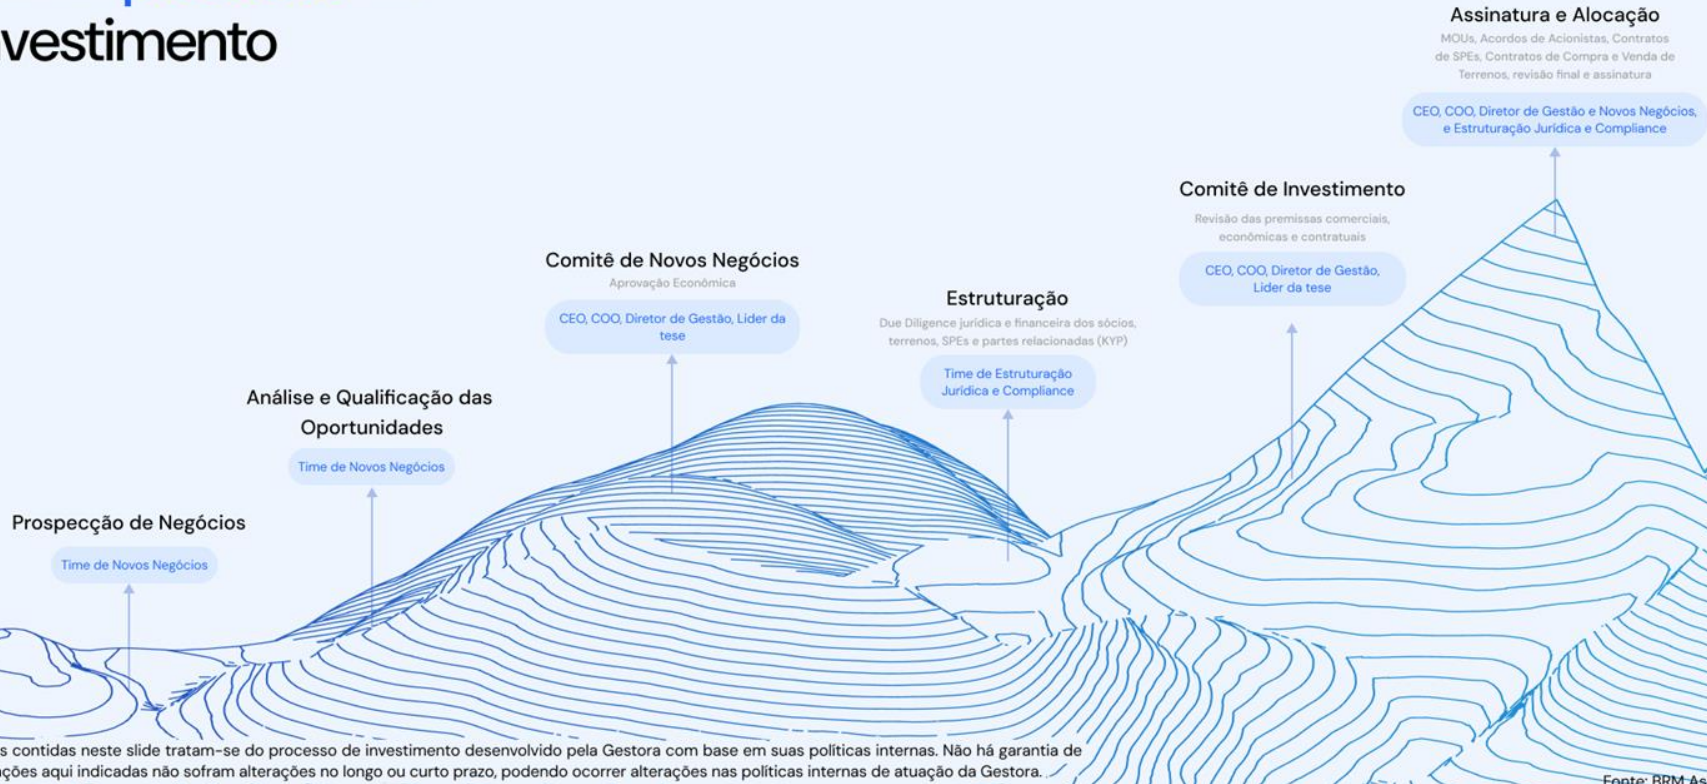 vestimento
Assinatura e Alocação
MOUs, Acordos de Acionistas, Contratos
de SPEs, Contratos de Compra e Venda de
Terrenos, revisão final e assinatura
CEO, COO, Diretor de Gestão e Novos Negócios,
e Estruturação Jurídica e Compliance
Comitê de Investimento
Revisão das premissas comerciais,
econômicas e contratuais
CEO, COO, Diretor de Gestão,
Lider da tese
Comitê de Novos Negócios
Aprovação Econômica
CEO, COO, Diretor de Gestão, Lider da
tese
Estruturação
Due Diligence jurídica e financeira dos sócios,
terrenos, SPEs e partes relacionadas (KYP)
Time de Estruturação
Jurídica e Compliance
Análise e Qualificação das
Oportunidades
Time de Novos Negócios
Prospecção de Negócios
Time de Novos Negócios
s contidas neste slide tratam-se do processo de investimento desenvolvido pela Gestora com base em suas políticas internas. Não há garantia de
ações aqui indicadas não sofram alterações no longo ou curto prazo, podendo ocorrer alterações nas políticas internas de atuação da Gestora.
Fonte: BRM As